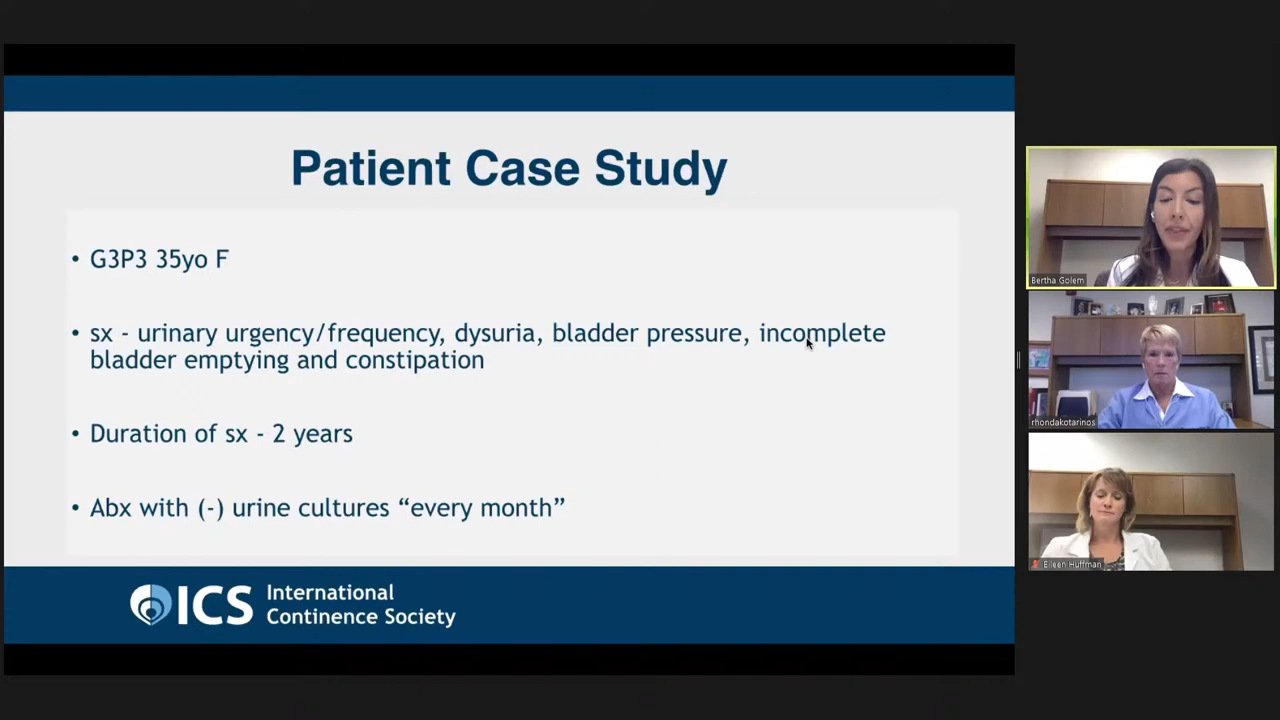 Patient Case Study
• G3P3 35yo F
• sx - urinary urgency/frequency, dysuria, bladder pressure, incomplete
bladder emptying and constipation
• Duration of sx - 2 years
• Abx with (-) urine cultures “every month”
ICS International
Continence Society
Bertha Golem
rhondakotarinos
Eileen Huffman